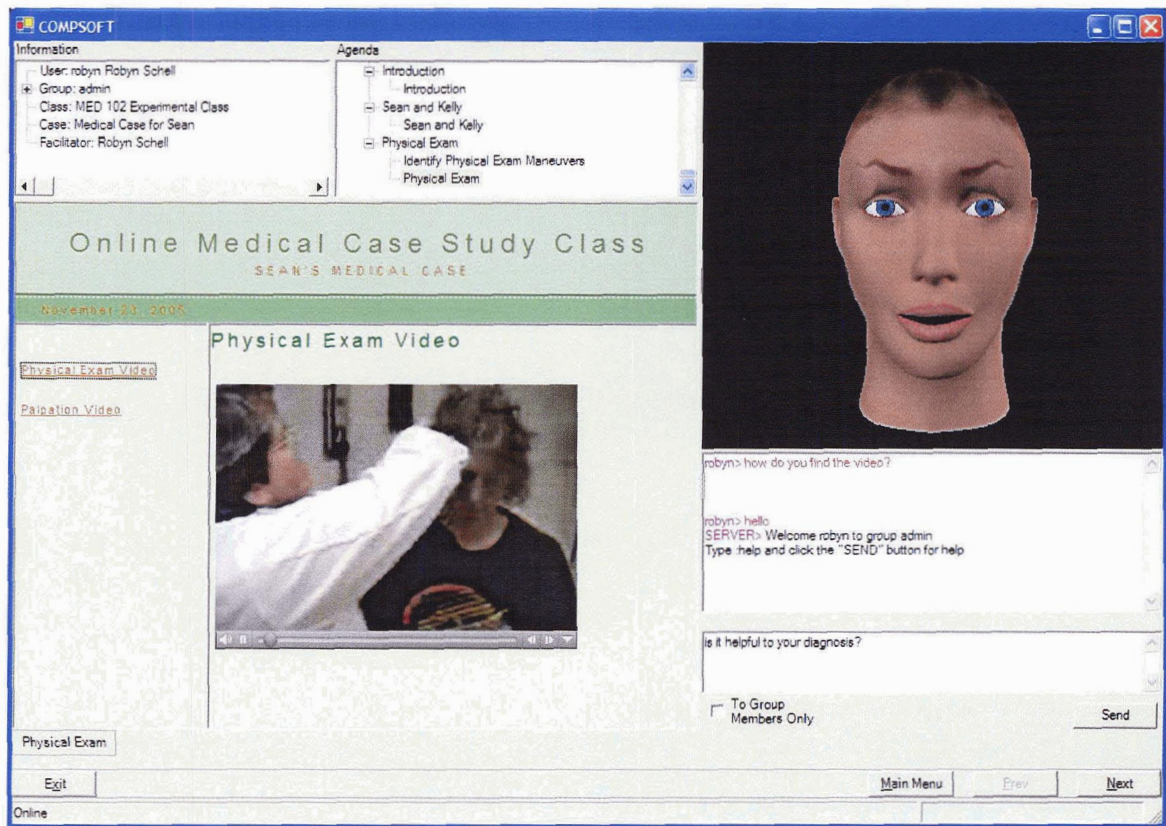 COMPSOFT
Information
User: robyn Robyn Schell
Group: admin
Class: MED 102 Experimental Class
Case: Medical Case for Sean
Facilitator: Robyn Schell
Agenda
Introduction
Introduction
Sean and Kelly
Sean and Kelly
Physical Exam
Identify Physical Exam Maneuvers
Physical Exam
Online Medical Case Study Class
SEAN'S MEDICAL CASE
November 23, 2005
Physical Exam Video
Palpation Video
Physical Exam Video
robyn> how do you find the video?
robyn> hello
SERVER> Welcome robyn to group admin
Type :help and click the "SEND" button for help
is it helpful to your diagnosis?
To Group
Members Only
Send
Physical Exam
Exit
Main Menu
Prev
Next
Online